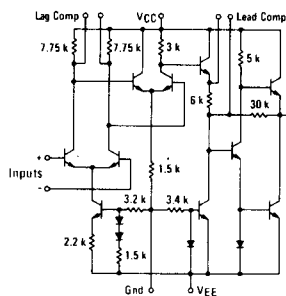 Lag Comp VCC Lead Comp
7.75 k 7.75 k 3 k 5 k
6 k 30 k
1.5 k
+
Inputs
-
3.2 k 3.4 k
2.2 k
1.5 k
Gnd VEE